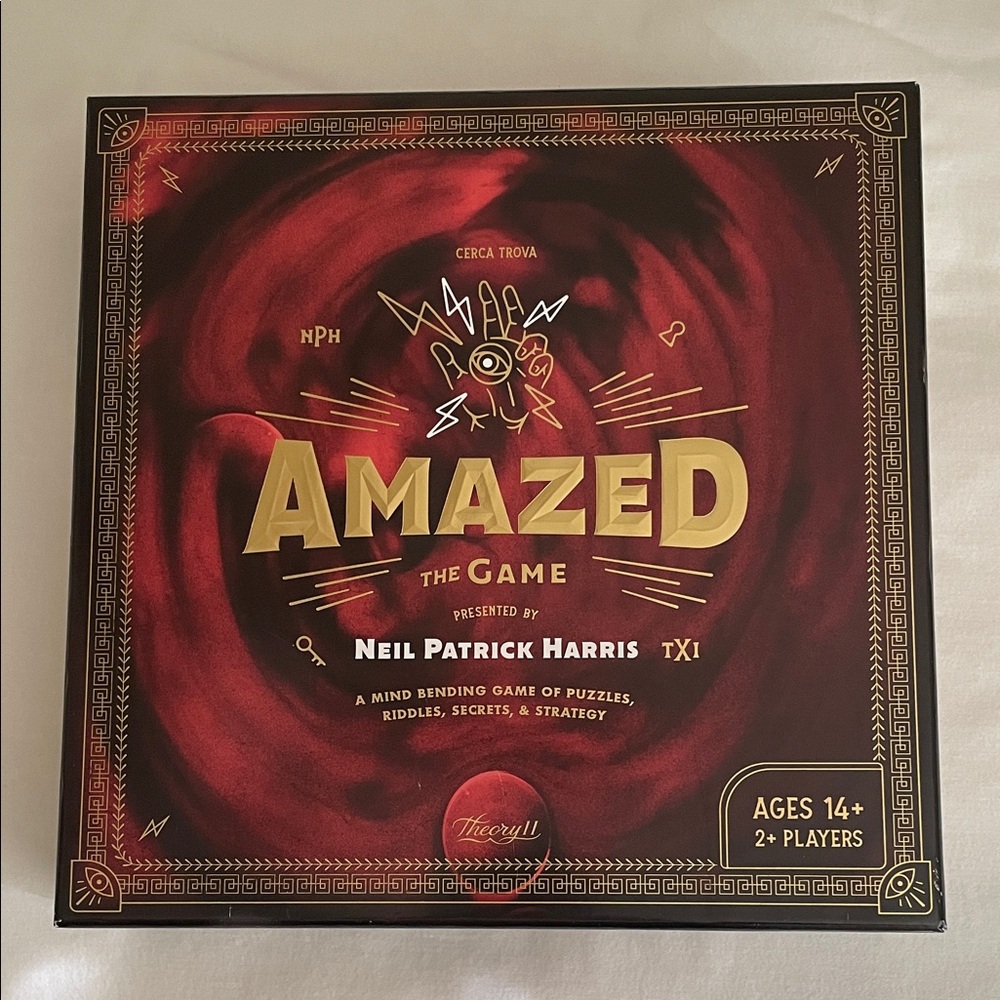 CERCA TROVA
NPH
AMAZED
THE GAME
PRESENTED BY
NEIL PATRICK HARRIS
TXI
A MIND BENDING GAME OF PUZZLES,
RIDDLES, SECRETS, & STRATEGY
Theory11
AGES 14+
2+ PLAYERS